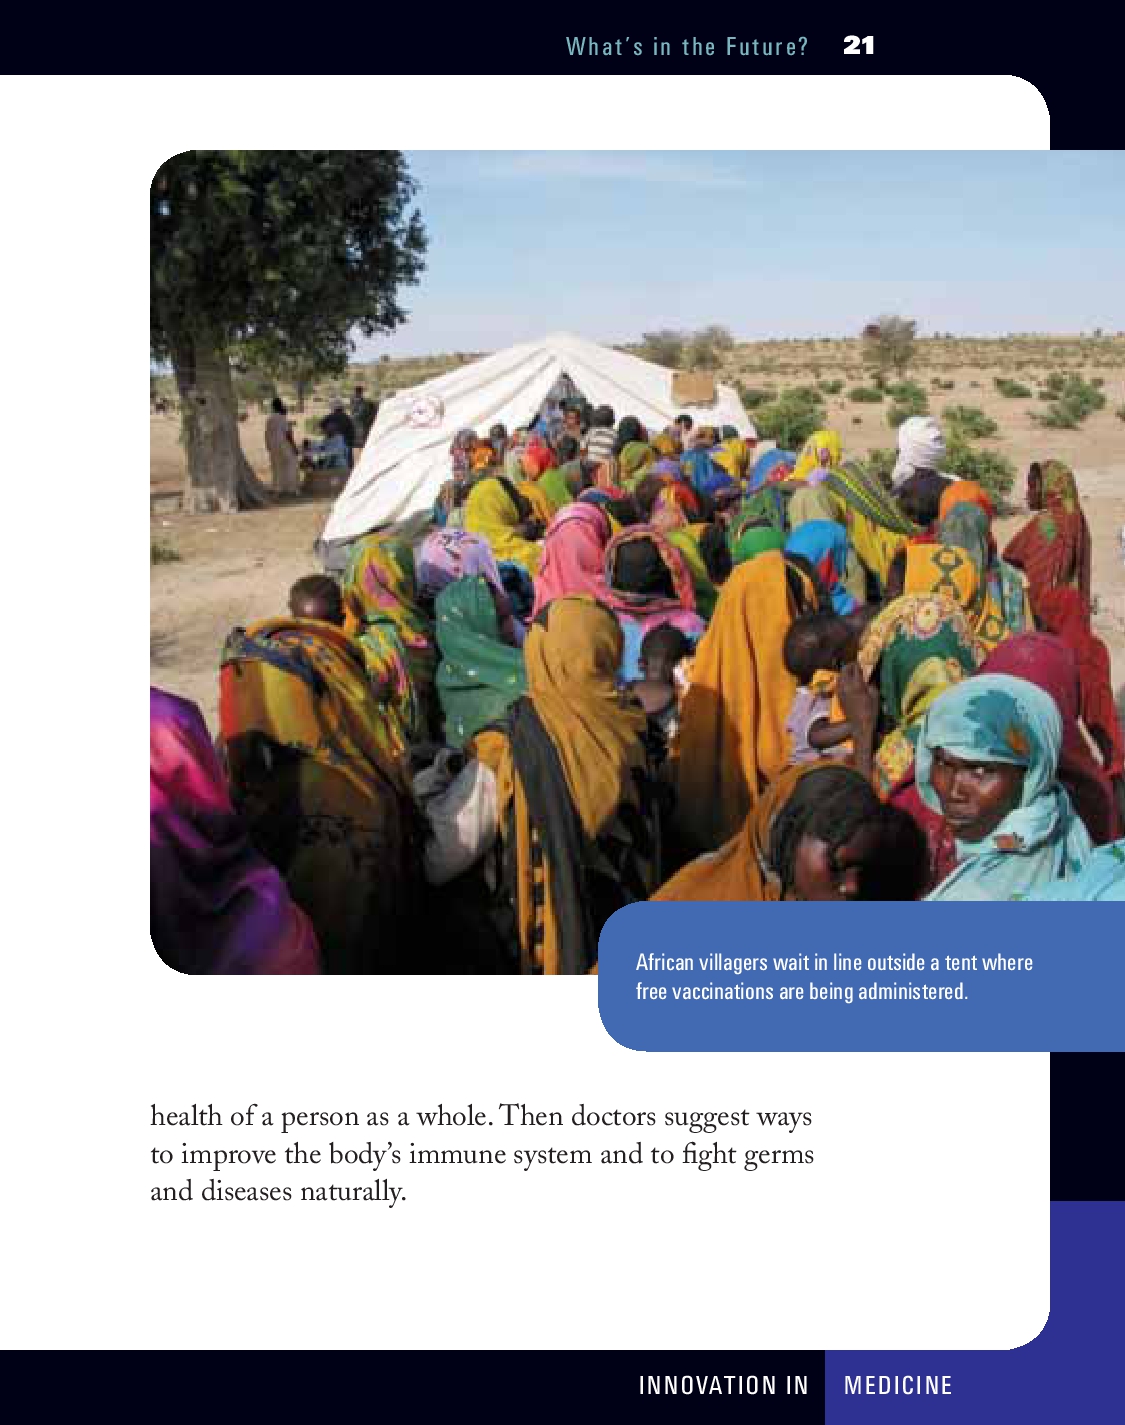 What's in the Future? 21
African villagers wait in line outside a tent where
free vaccinations are being administered.
health of a person as a whole. Then doctors suggest ways
to improve the body’s immune system and to fight germs
and diseases naturally.
INNOVATION IN MEDICINE